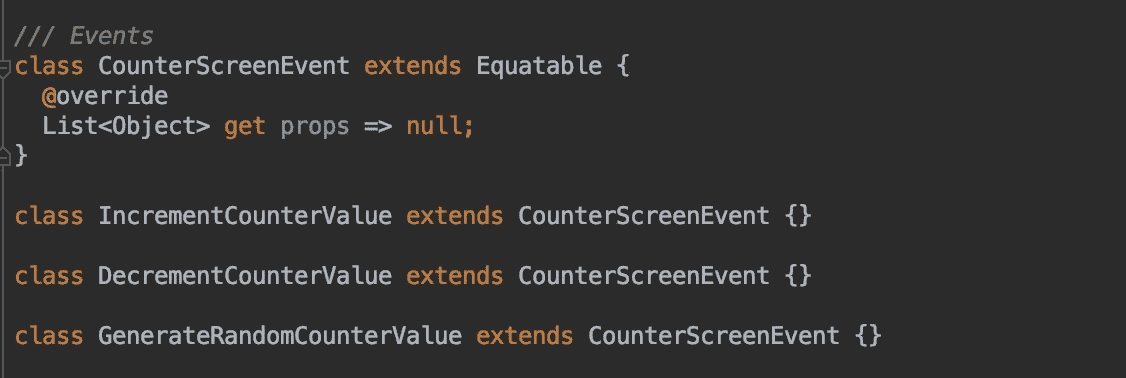 /// Events
class CounterScreenEvent extends Equatable {
  @override
  List<Object> get props => null;
}
class IncrementCounterValue extends CounterScreenEvent {}
class DecrementCounterValue extends CounterScreenEvent {}
class GenerateRandomCounterValue extends CounterScreenEvent {}